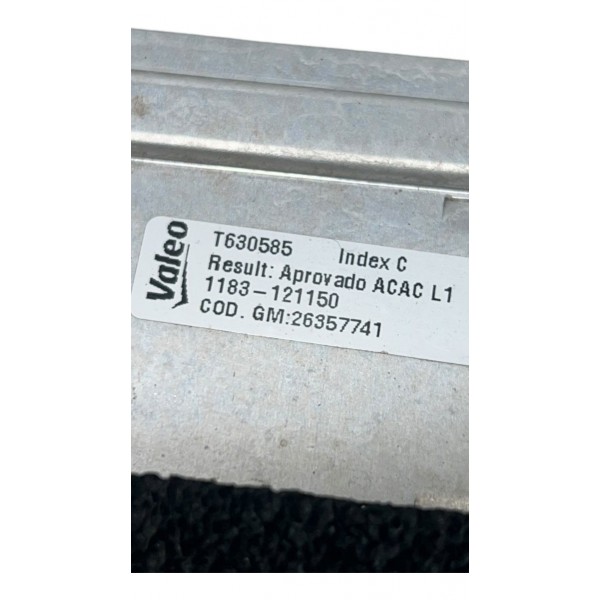 Valeo
T630585 Index C
Result: Aprovado ACAC L1
1183-121150
COD. GM:26357741